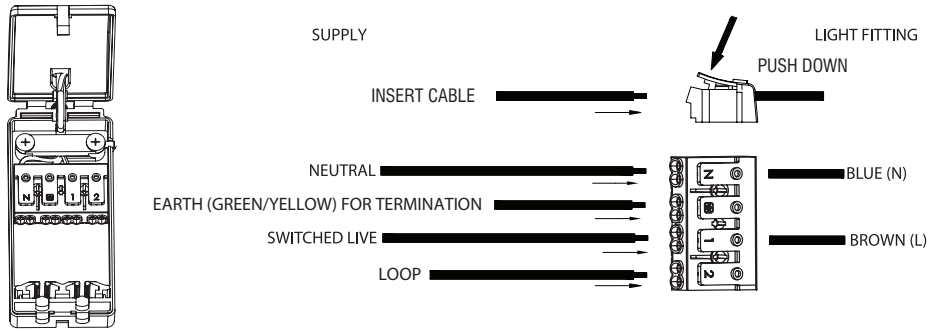 SUPPLY
LIGHT FITTING
PUSH DOWN
INSERT CABLE
NEUTRAL
BLUE (N)
EARTH (GREEN/YELLOW) FOR TERMINATION
SWITCHED LIVE
BROWN (L)
LOOP
N
1
2
N
1
2